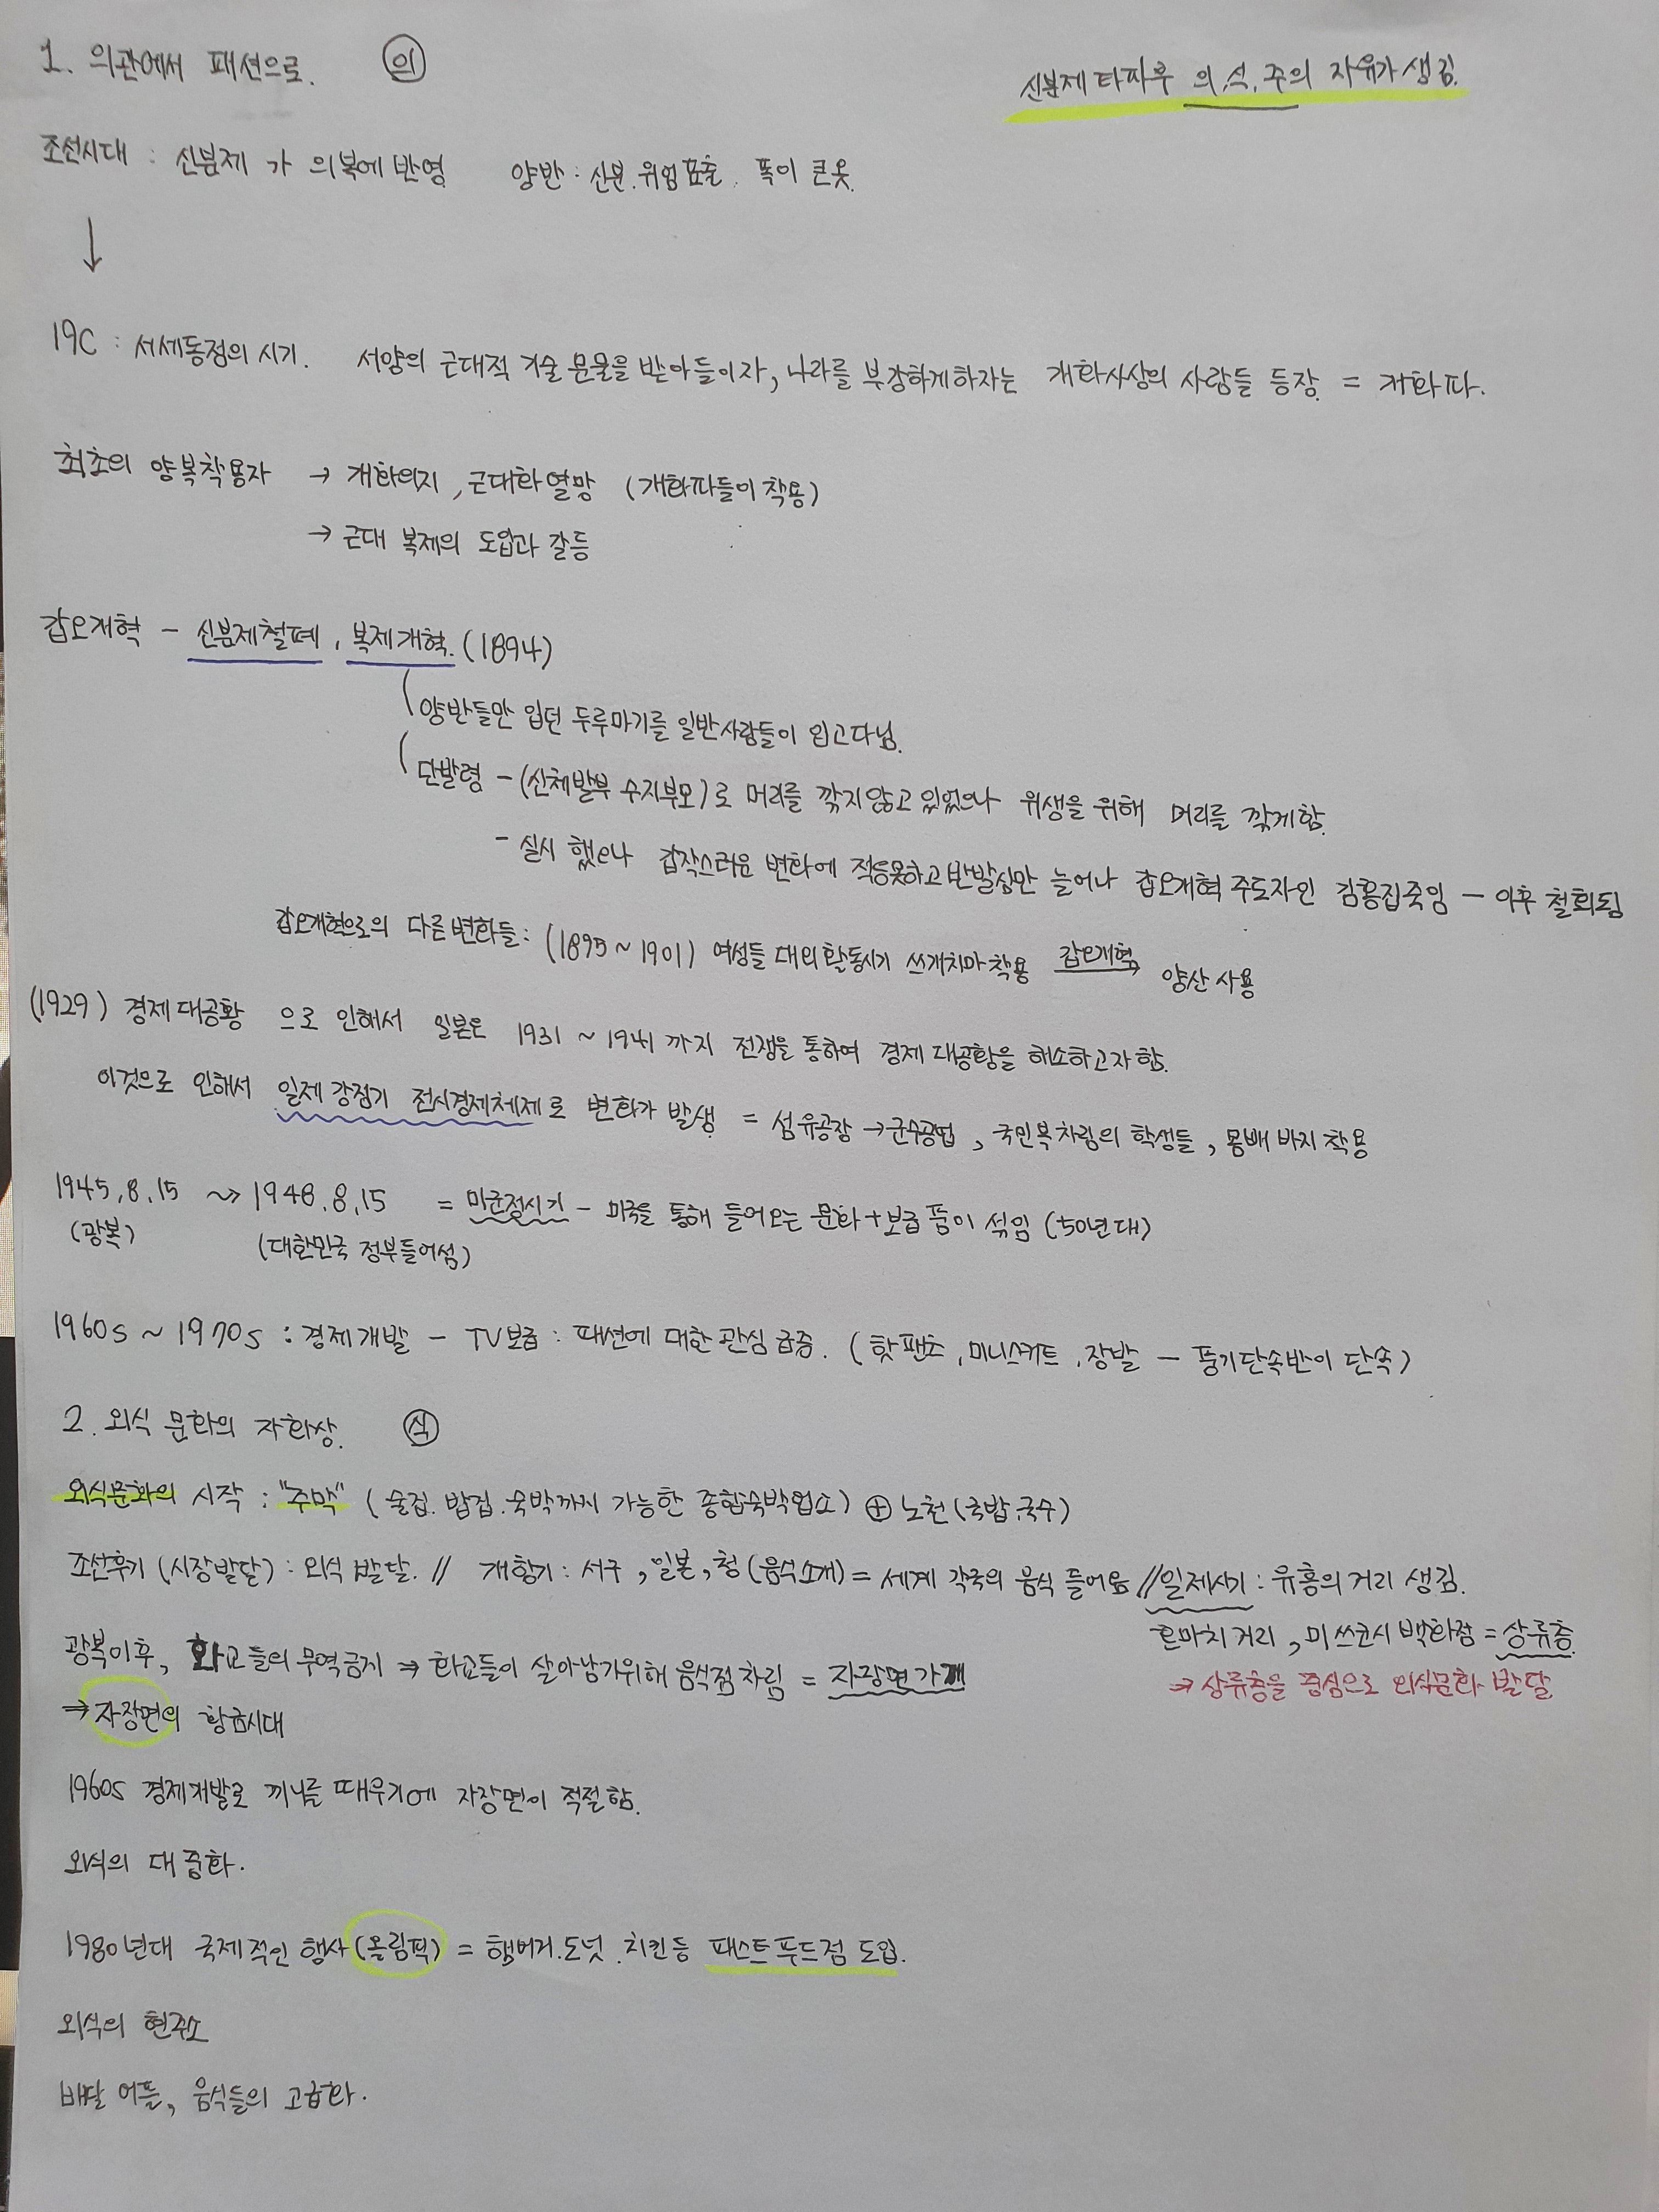 1. 의관에서 패션으로. 의
신분제 타파후 의,식,주의 자유가 생김.
조선시대 : 신분제 가 의복에 반영 양반 : 신분.위엄 표출. 폭이 큰 옷.
↓
19C : 서세동점의 시기. 서양의 근대적 기술 문물을 받아들이자, 나라를 부강하게하자는 개화사상의 사람들 등장 = 개화파.
최초의 양복착용자 → 개화의지, 근대화 열망 (개화파들이 착용)
→ 근대 복제의 도입과 갈등
갑오개혁 - 신분제철폐, 복제개혁. (1894)
양반들만 입던 두루마기를 일반사람들이 입고다님.
단발령 - (신체발부 수지부모)로 머리를 깎지않고 있었으나 위생을 위해 머리를 깎게함.
- 실시 했으나 갑작스러운 변화에 적응못하고 반발심만 늘어나 갑오개혁 주도자인 김홍집죽임 - 이후 철회됨
갑오개혁으로의 다른 변화들 : (1895~1901) 여성들 대외활동시기 쓰개치마착용 갑오개혁→ 양산 사용
(1929) 경제대공황 으로 인해서 일본은 1931 ~ 1941 까지 전쟁을 통하여 경제 대공황을 해소하고자 함.
이것으로 인해서 일제강점기 전시경제체제로 변화가 발생 = 섬유공장 → 군수공업, 국민복차림의 학생들, 몸빼 바지 착용
1945.8.15 ~> 1948.8.15 = 미군정시기 - 미국을 통해 들어오는 문화+보급품이 섞임 (50년대)
(광복) (대한민국 정부들어섬)
1960s ~ 1970s : 경제개발 - TV보급 : 패션에 대한 관심 급증. (핫팬츠, 미니스커트, 장발 - 풍기단속반이 단속)
2. 외식 문화의 자화상. 식
외식문화의 시작 : "주막" (술집. 밥집. 숙박까지 가능한 종합숙박업소) ⊕ 노천(국밥.국수)
조선후기 (시장발달) : 외식 발달. // 개항기 : 서구, 일본, 청(음식소개) = 세계 각국의 음식 들어옴 // 일제시기 : 유흥의 거리 생김.
혼마치 거리, 미쓰코시 백화점 = 상류층.
⇒ 상류층을 중심으로 외식문화 발달
광복이후, 화교들의 무역금지 ⇒ 화교들이 살아남기위해 음식점 차림 = 자장면가게
⇒ 자장면의 황금시대
1960s 경제개발로 끼니를 때우기에 자장면이 적절함.
외식의 대중화.
1980년대 국제적인 행사(올림픽) = 햄버거.도넛.치킨등 패스트푸드점 도입.
외식의 현주소
배달 어플, 음식들의 고급화.